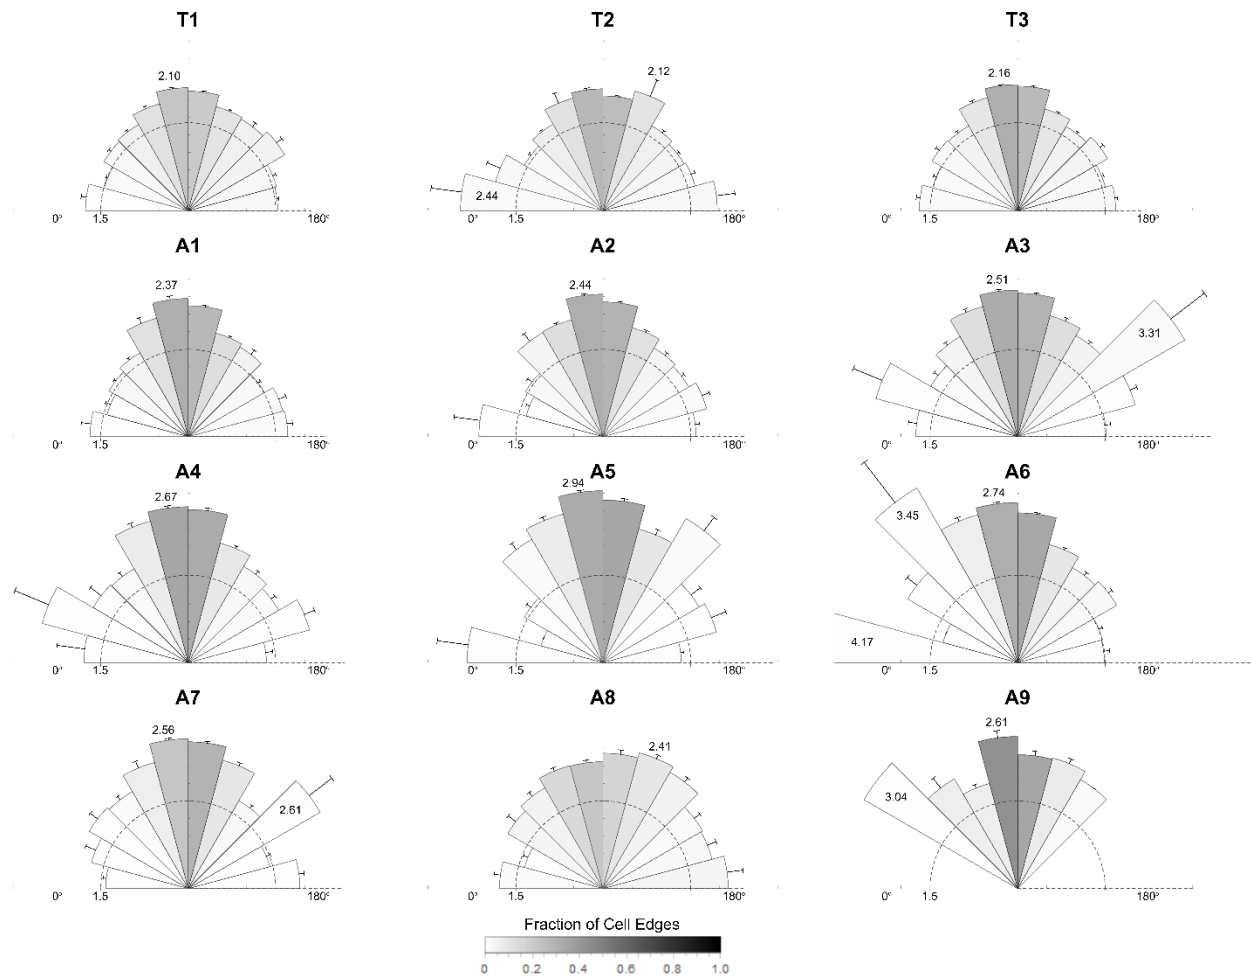 T1 T2 T3
2.10 2.12 2.16
2.44
0° 1.5 180° 0° 1.5 180° 0° 1.5 180°
A1 A2 A3
2.37 2.44 2.51
3.31
0° 1.5 180° 0° 1.5 180° 0° 1.5 180°
A4 A5 A6
2.67 2.94 2.74
3.45
4.17
0° 1.5 180° 0° 1.5 180° 0° 1.5 180°
A7 A8 A9
2.56 2.41 2.61
2.61 3.04
0° 1.5 180° 0° 1.5 180° 0° 1.5 180°
Fraction of Cell Edges
0 0.2 0.4 0.6 0.8 1.0